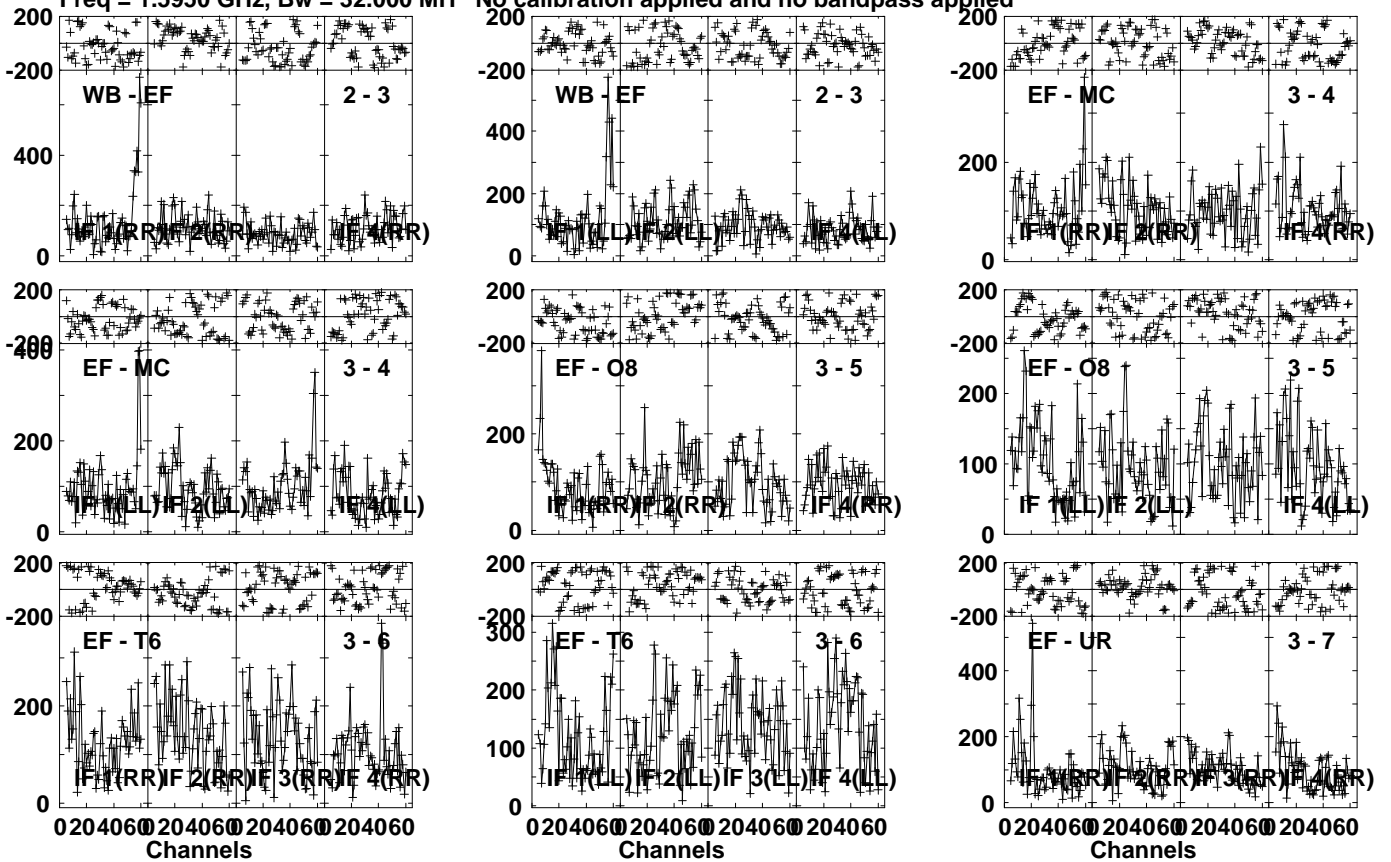 Freq = 1.5950 GHz, Bw = 32.000 MH No calibration applied and no bandpass applied
200 200 200
-200 -200 -200
WB - EF 2 - 3 WB - EF 2 - 3 EF - MC 3 - 4
400 400 200
200
IF 1(RR) IF 2(RR) IF 4(RR) IF 1(LL) IF 2(LL) IF 4(LL) IF 1(RR) IF 2(RR) IF 4(RR)
0 0 0
200 200 200
-200 -200 -200
400
EF - MC 3 - 4 EF - O8 3 - 5 EF - O8 3 - 5
200 200 200
100
IF 1(LL) IF 2(LL) IF 4(LL) IF 1(RR) IF 2(RR) IF 4(RR) IF 1(LL) IF 2(LL) IF 4(LL)
0 0 0
200 200 200
-200 -200 -200
EF - T6 3 - 6 EF - T6 3 - 6 EF - UR 3 - 7
300 400
200 200 200
100
IF 1(RR) IF 2(RR) IF 3(RR) IF 4(RR) IF 1(LL) IF 2(LL) IF 3(LL) IF 4(LL) IF 1(RR) IF 2(RR) IF 3(RR) IF 4(RR)
0 0 0
0 20 40 60 0 20 40 60 0 20 40 60 0 20 40 60 0 20 40 60 0 20 40 60 0 20 40 60 0 20 40 60 0 20 40 60 0 20 40 60 0 20 40 60 0 20 40 60
Channels Channels Channels